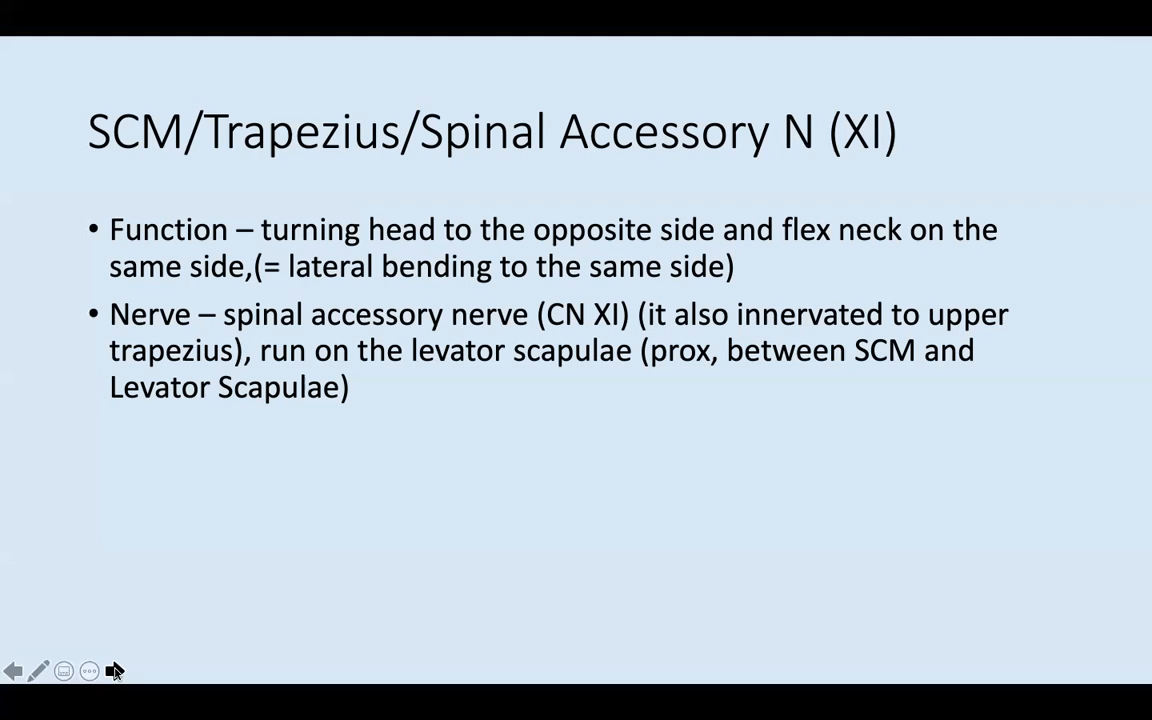 SCM/Trapezius/Spinal Accessory N (XI)
• Function – turning head to the opposite side and flex neck on the
same side,(= lateral bending to the same side)
• Nerve – spinal accessory nerve (CN XI) (it also innervated to upper
trapezius), run on the levator scapulae (prox, between SCM and
Levator Scapulae)